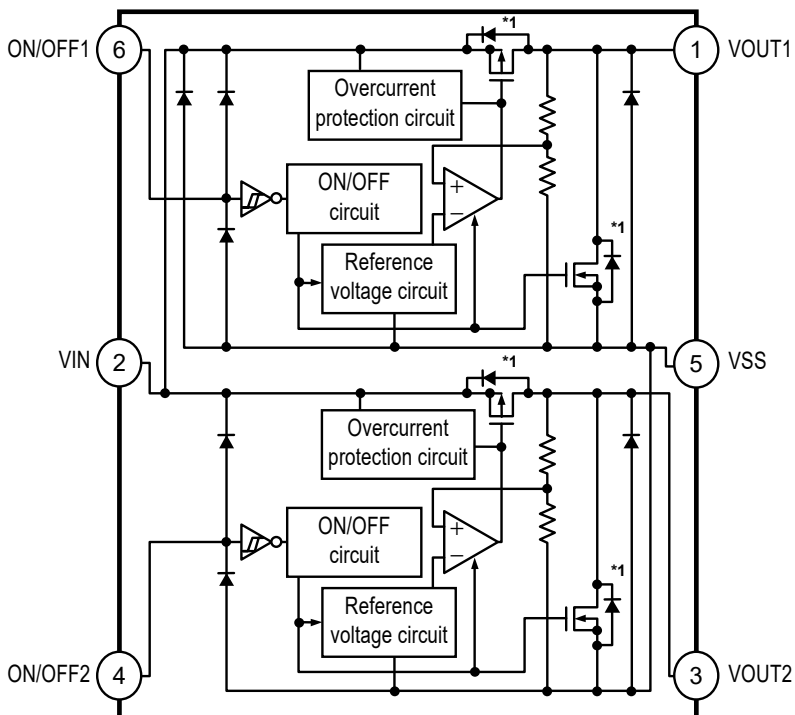 *1
ON/OFF1 6
1 VOUT1
Overcurrent
protection circuit
+
−
ON/OFF
circuit
*1
Reference
voltage circuit
VIN 2
5 VSS
*1
Overcurrent
protection circuit
+
−
ON/OFF
circuit
*1
Reference
voltage circuit
ON/OFF2 4
3 VOUT2